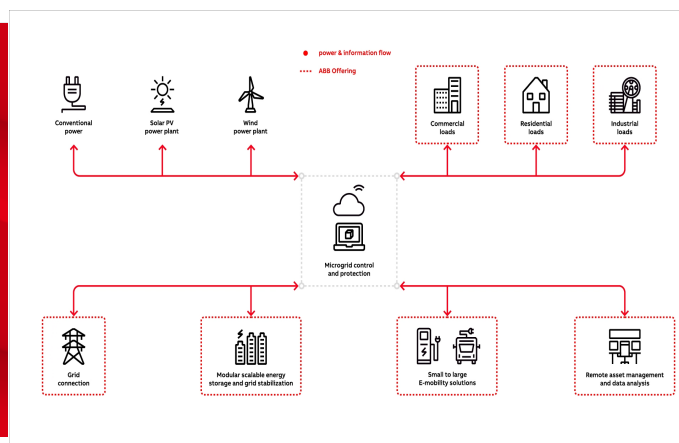 power & information flow
ABB Offering
Conventional
power
Solar PV
power plant
Wind
power plant
Commercial
loads
Residential
loads
Industrial
loads
Microgrid control
and protection
Grid
connection
Modular scalable energy
storage and grid stabilization
Small to large
E-mobility solutions
Remote asset management
and data analysis